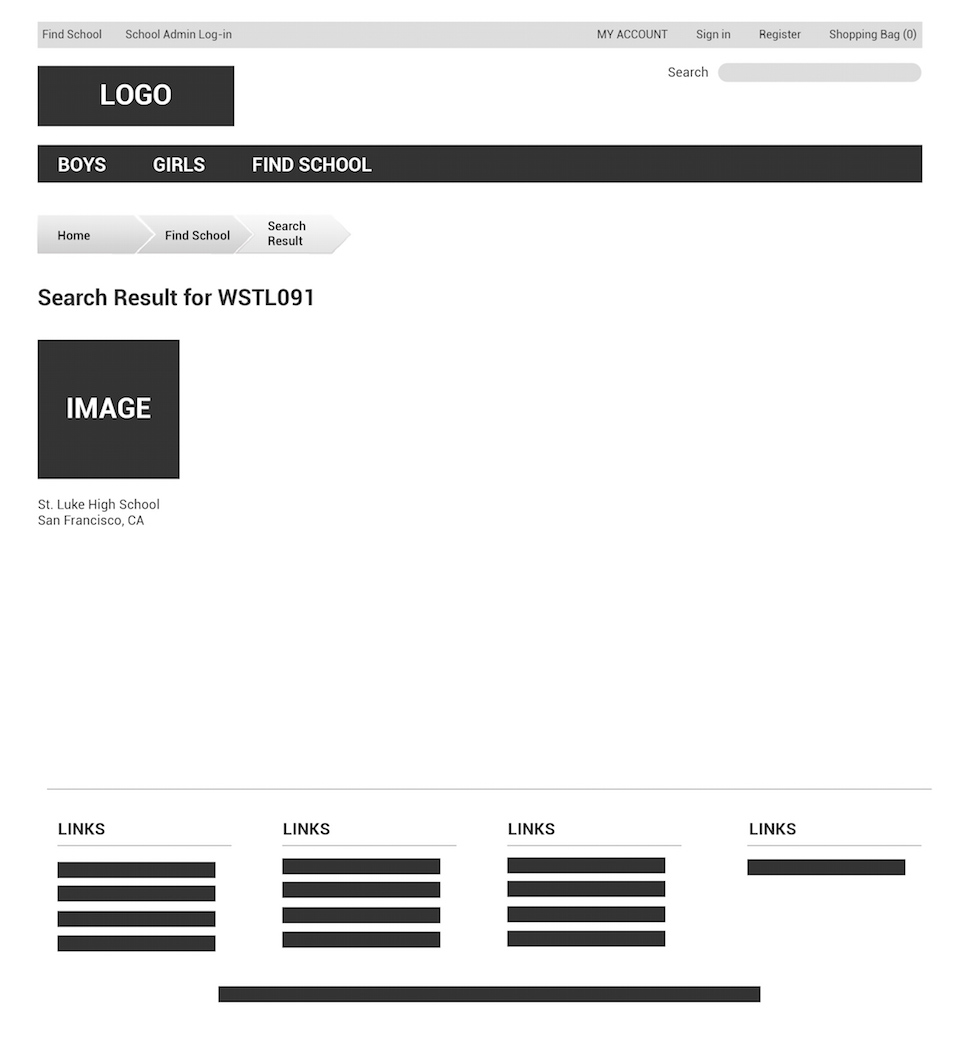 Find School School Admin Log-in MY ACCOUNT Sign in Register Shopping Bag (0)
Search
LOGO
BOYS GIRLS FIND SCHOOL
Home Find School Search
Result
Search Result for WSTL091
IMAGE
St. Luke High School
San Francisco, CA
LINKS LINKS LINKS LINKS